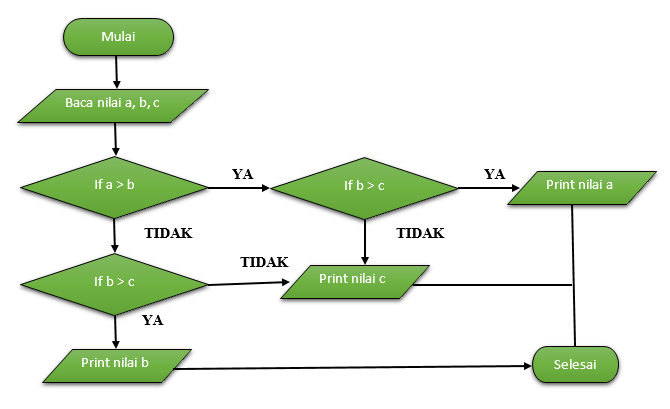 Mulai
Baca nilai a, b, c
If a > b
YA
If b > c
YA
Print nilai a
TIDAK
TIDAK
If b > c
TIDAK
Print nilai c
YA
Print nilai b
Selesai